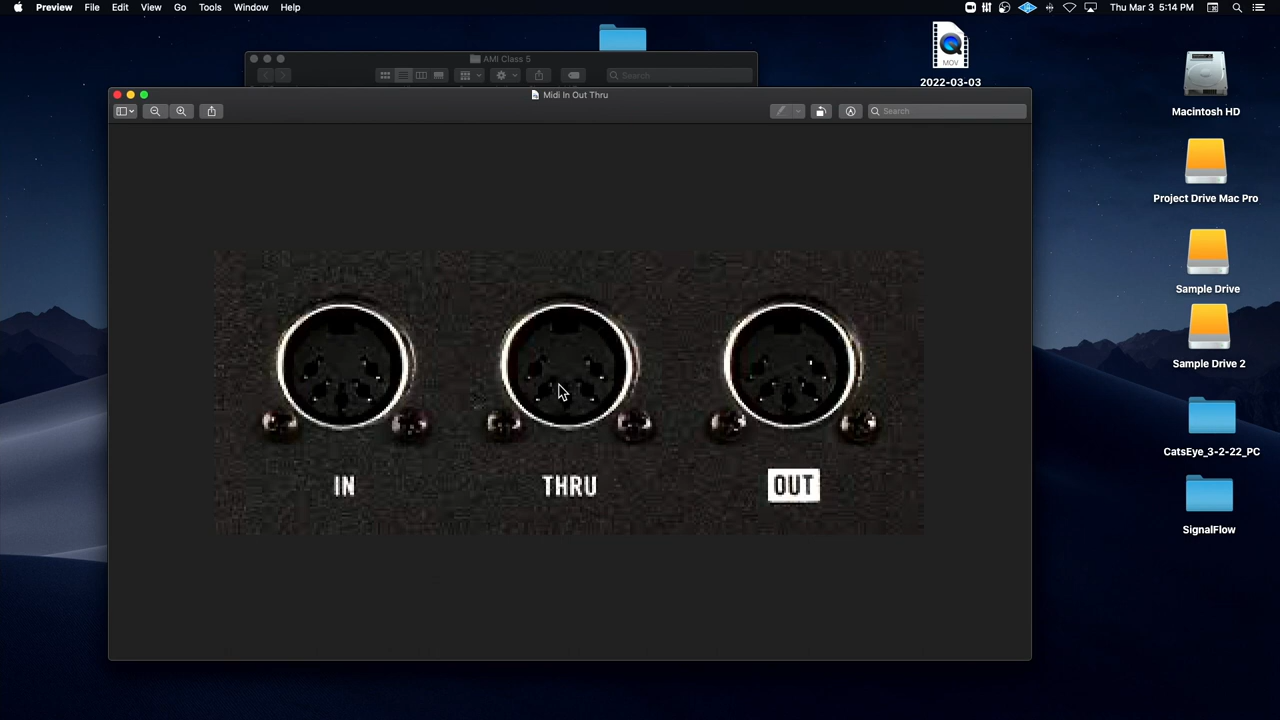 Preview File Edit View Go Tools Window Help Thu Mar 3 5:14 PM
AMI Class 5
Search
MOV
2022-03-03
Midi In Out Thru
Search
Macintosh HD
Project Drive Mac Pro
Sample Drive
Sample Drive 2
CatsEye_3-2-22_PC
SignalFlow
IN THRU OUT